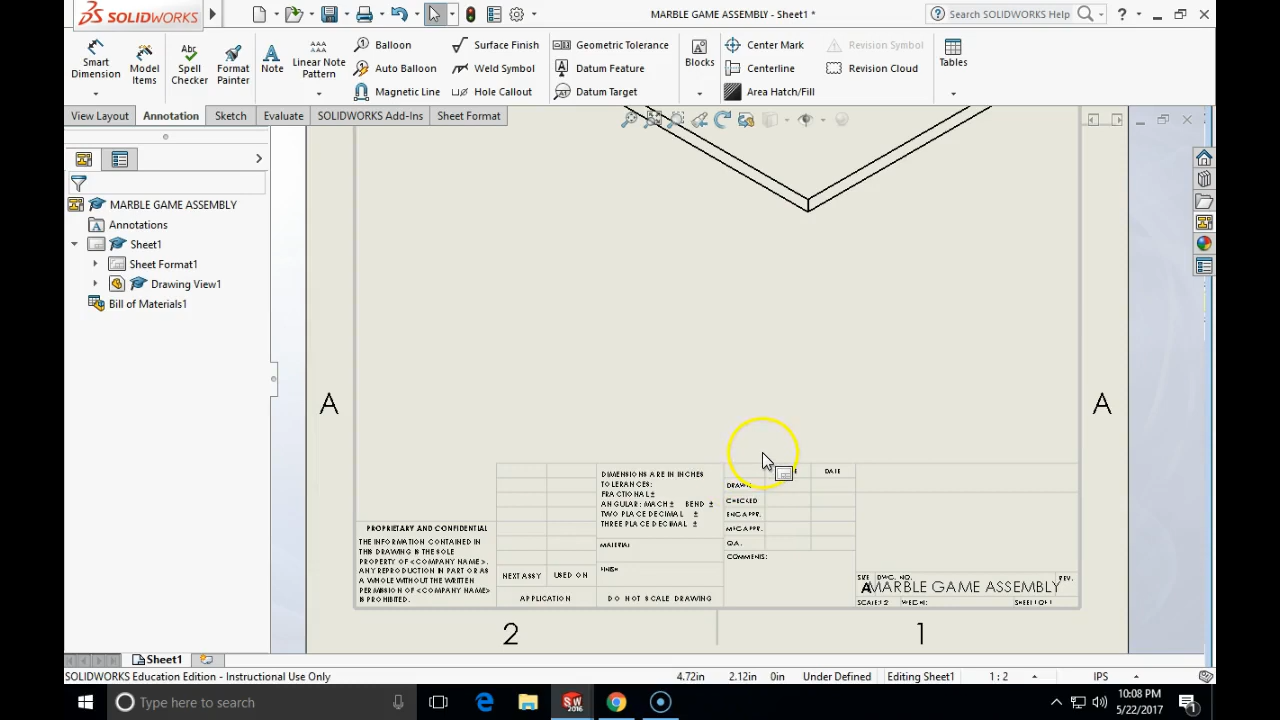 SOLIDWORKS
MARBLE GAME ASSEMBLY - Sheet1 *
Search SOLIDWORKS Help
?
Smart Dimension
Model Items
Spell Checker
Format Painter
Note
Linear Note Pattern
Balloon
Auto Balloon
Magnetic Line
Surface Finish
Weld Symbol
Hole Callout
Geometric Tolerance
Datum Feature
Datum Target
Blocks
Center Mark
Centerline
Area Hatch/Fill
Revision Symbol
Revision Cloud
Tables
View Layout
Annotation
Sketch
Evaluate
SOLIDWORKS Add-Ins
Sheet Format
MARBLE GAME ASSEMBLY
Annotations
Sheet1
Sheet Format1
Drawing View1
Bill of Materials1
A
A
PROPRIETARY AND CONFIDENTIAL
THE INFORMATION CONTAINED IN
THIS DRAWING IS THE SOLE
PROPERTY OF <COMPANY NAME>.
ANY REPRODUCTION IN PART OR AS
A WHOLE WITHOUT THE WRITTEN
PERMISSION OF <COMPANY NAME>
IS PROHIBITED.
NEXT ASSY
USED ON
APPLICATION
DIMENSIONS ARE IN INCHES
TOLERANCES:
FRACTIONAL ±
ANGULAR: MACH ± BEND ±
TWO PLACE DECIMAL ±
THREE PLACE DECIMAL ±
MATERIAL
FINISH
DO NOT SCALE DRAWING
DATE
CHECKED
ENG APPR.
MFG APPR.
Q.A.
COMMENTS:
SIZE
DWG. NO.
REV.
A
MARBLE GAME ASSEMBLY
SCALE: 1:2
WEIGHT:
SHEET 1 OF 1
2
1
Sheet1
SOLIDWORKS Education Edition - Instructional Use Only
4.72in
2.12in
0in
Under Defined
Editing Sheet1
1 : 2
IPS
Type here to search
SW
2016
10:08 PM
5/22/2017
1